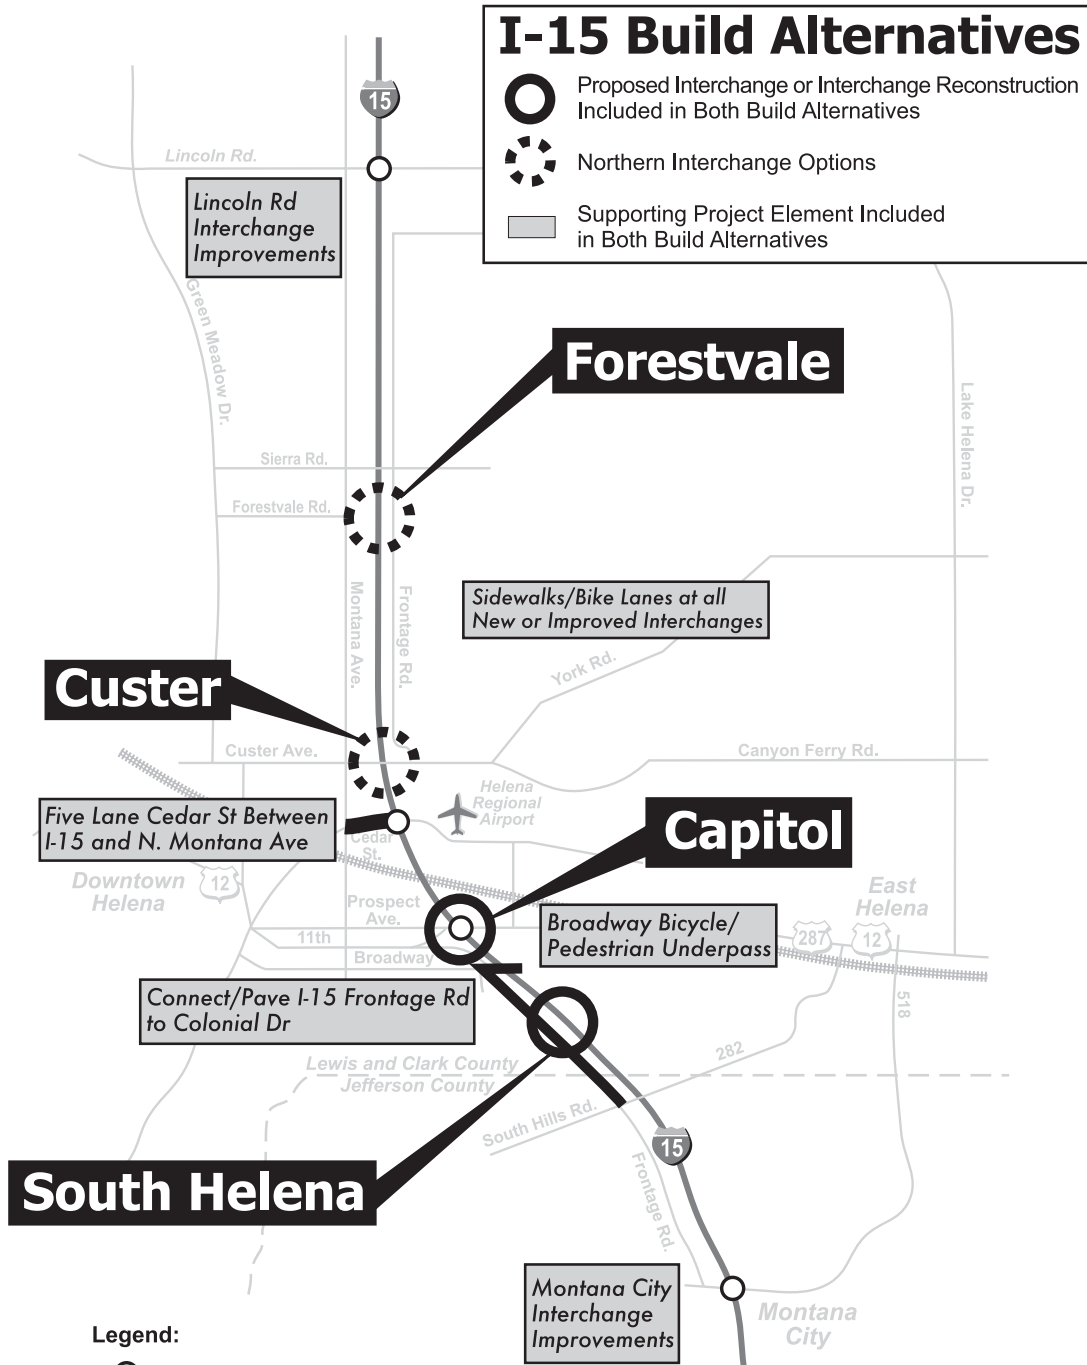 I-15 Build Alternatives
Proposed Interchange or Interchange Reconstruction
Included in Both Build Alternatives
Northern Interchange Options
Supporting Project Element Included
in Both Build Alternatives
15
Lincoln Rd.
Lincoln Rd
Interchange
Improvements
Green Meadow Dr.
Forestvale
Lake Helena Dr.
Sierra Rd.
Forestvale Rd.
Montana Ave.
Frontage Rd.
Sidewalks/Bike Lanes at all
New or Improved Interchanges
York Rd.
Custer
Custer Ave.
Canyon Ferry Rd.
Helena
Regional
Airport
Five Lane Cedar St Between
I-15 and N. Montana Ave
Cedar
St.
Capitol
Downtown
Helena
12
Prospect
Ave.
East
Helena
11th
Broadway
Broadway Bicycle/
Pedestrian Underpass
287
12
Connect/Pave I-15 Frontage Rd
to Colonial Dr
518
282
Lewis and Clark County
Jefferson County
South Hills Rd.
15
South Helena
Frontage Rd.
Montana City
Interchange
Improvements
Montana
City
Legend: